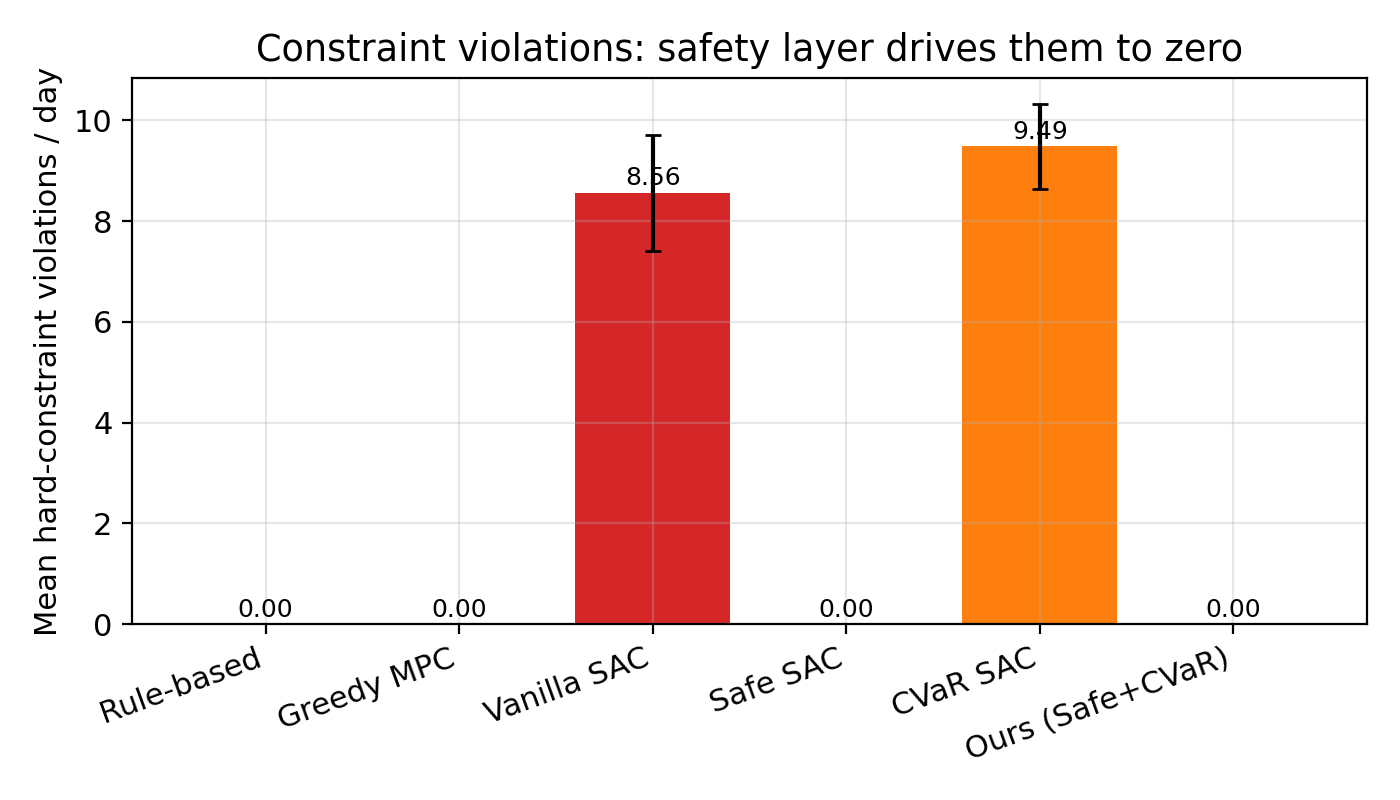 Constraint violations: safety layer drives them to zero
Mean hard-constraint violations / day
10
8
6
4
2
0
0.00
0.00
8.56
0.00
9.49
0.00
Rule-based
Greedy MPC
Vanilla SAC
Safe SAC
CVaR SAC
Ours (Safe+CVaR)